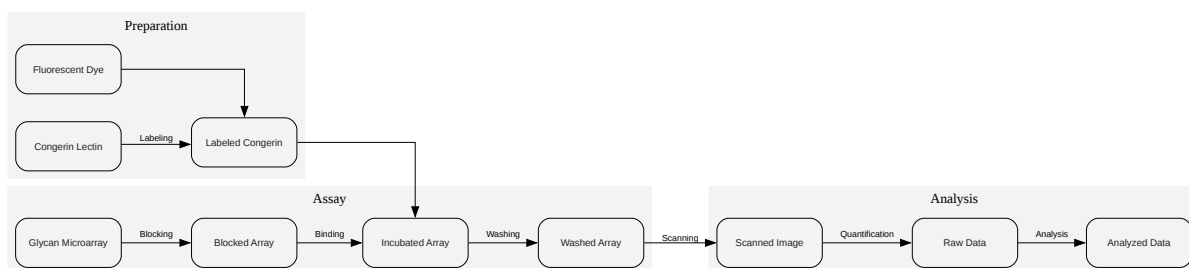 Preparation
Fluorescent Dye
Congerin Lectin
Labeling
Labeled Congerin
Assay
Glycan Microarray
Blocking
Blocked Array
Binding
Incubated Array
Washing
Washed Array
Scanning
Analysis
Scanned Image
Quantification
Raw Data
Analysis
Analyzed Data